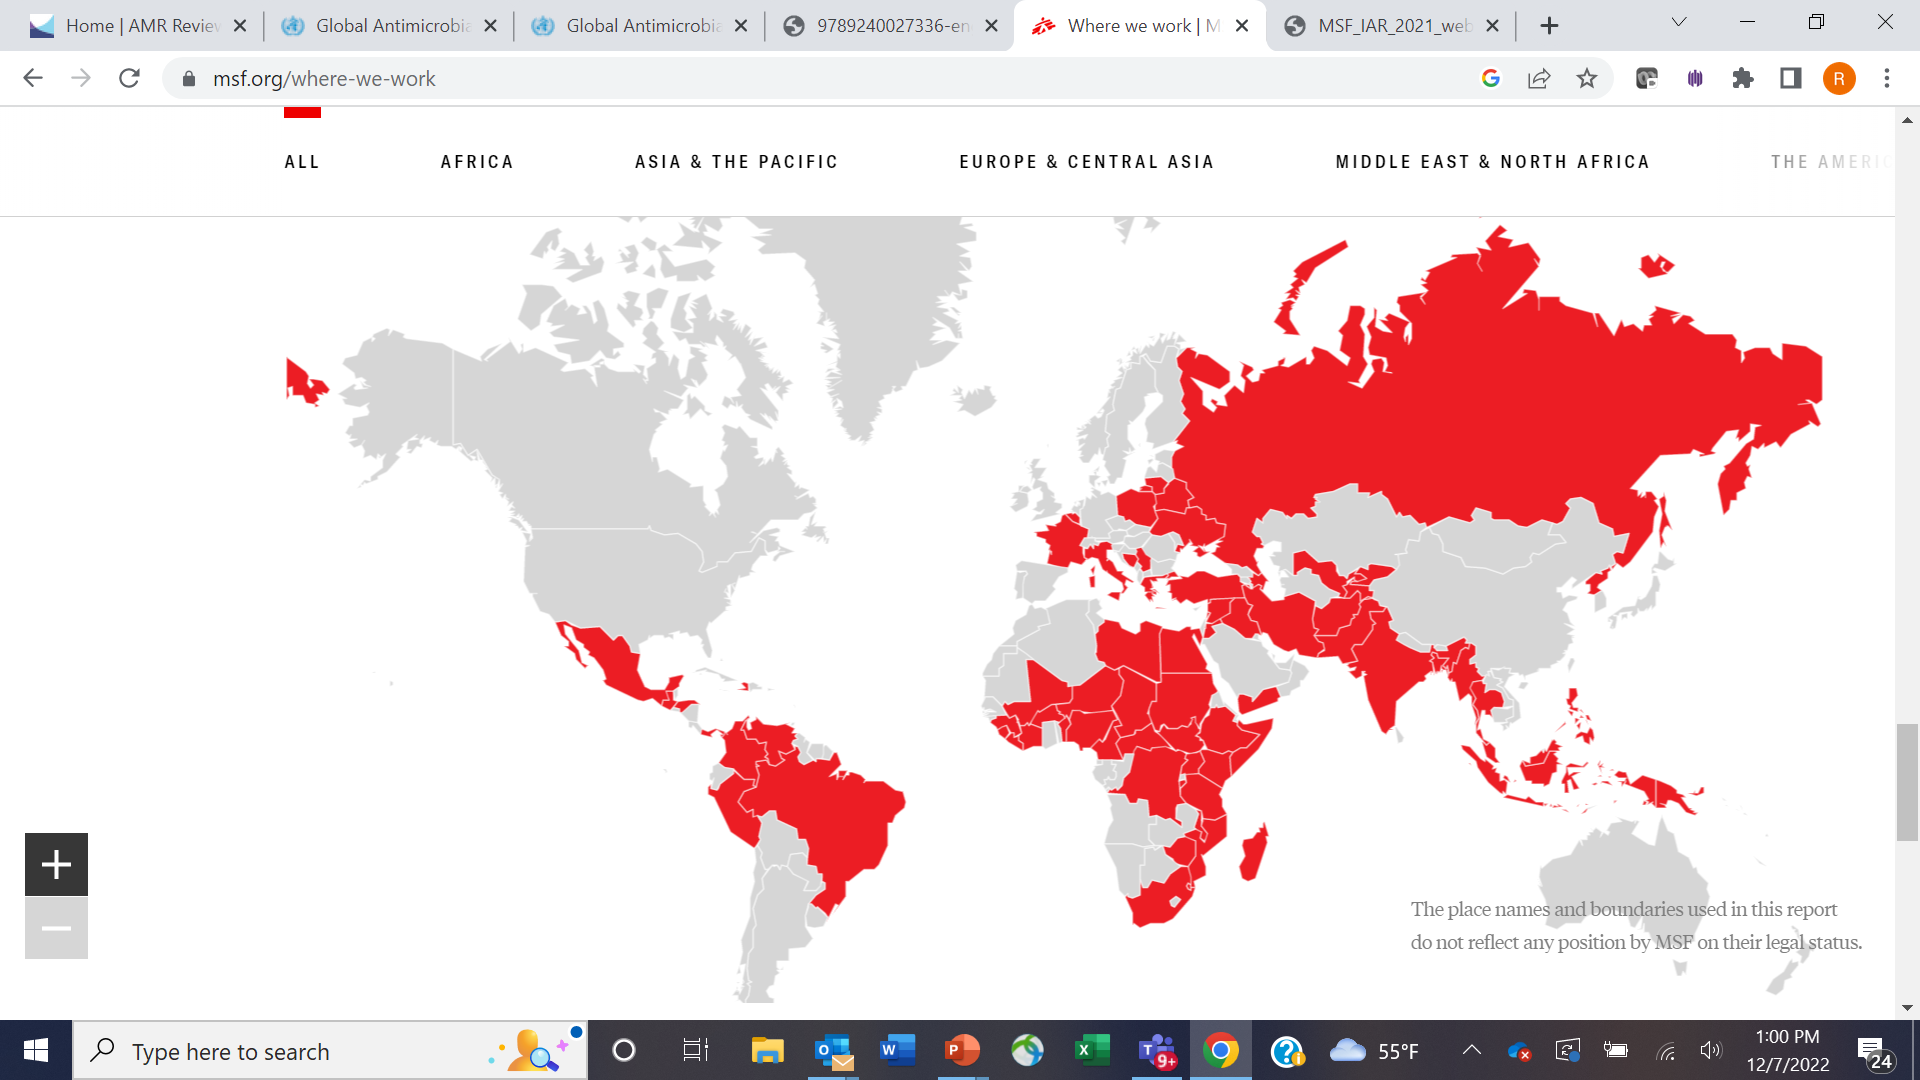 Home | AMR Review
Global Antimicrobia
Global Antimicrobia
9789240027336-en
Where we work | M
MSF_IAR_2021_web
msf.org/where-we-work
R
ALL
AFRICA
ASIA & THE PACIFIC
EUROPE & CENTRAL ASIA
MIDDLE EAST & NORTH AFRICA
THE AMERIC
The place names and boundaries used in this report
do not reflect any position by MSF on their legal status.
Type here to search
9+
55°F
1:00 PM
12/7/2022
24